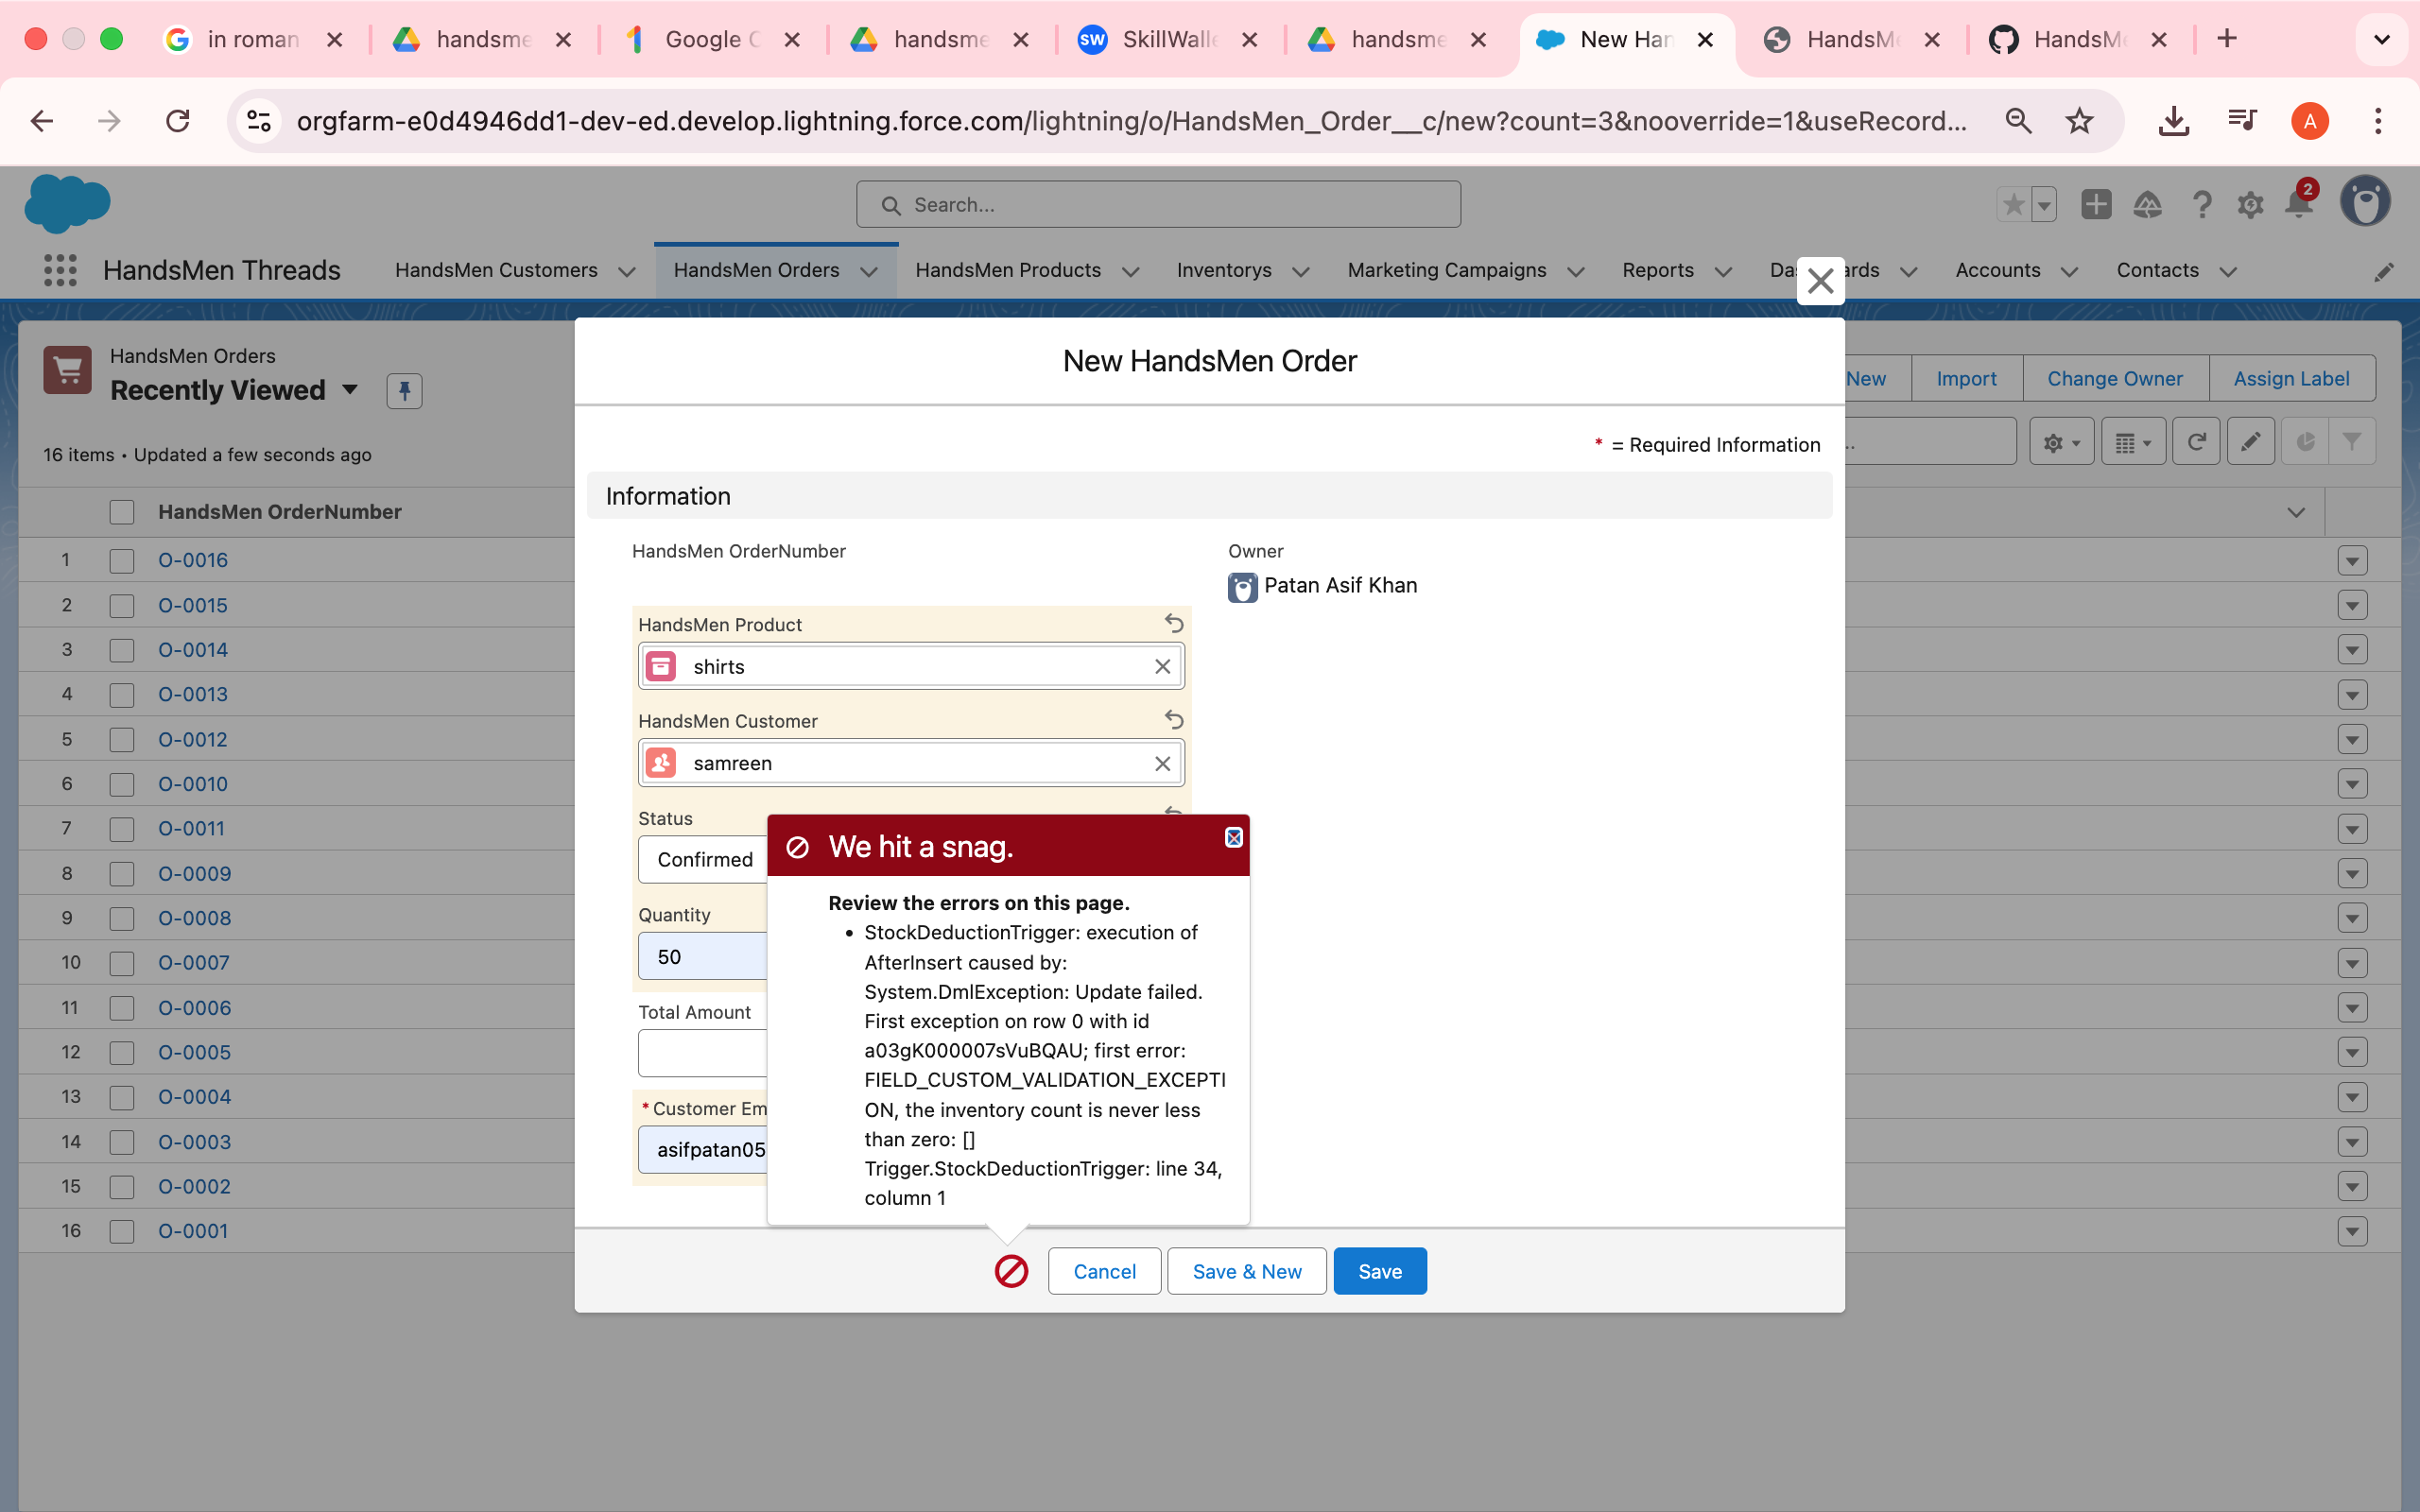 in roman
handsme
Google C
handsme
SW
SkillWalle
handsme
New Han
HandsMe
HandsMe
orgfarm-e0d4946dd1-dev-ed.develop.lightning.force.com/lightning/o/HandsMen_Order__c/new?count=3&nooverride=1&useRecord...
A
Search...
2
HandsMen Threads
HandsMen Customers
HandsMen Orders
HandsMen Products
Inventorys
Marketing Campaigns
Reports
Da
rds
Accounts
Contacts
HandsMen Orders
Recently Viewed
New
Import
Change Owner
Assign Label
16 items • Updated a few seconds ago
HandsMen OrderNumber
1 O-0016
2 O-0015
3 O-0014
4 O-0013
5 O-0012
6 O-0010
7 O-0011
8 O-0009
9 O-0008
10 O-0007
11 O-0006
12 O-0005
13 O-0004
14 O-0003
15 O-0002
16 O-0001
New HandsMen Order
* = Required Information
Information
HandsMen OrderNumber
Owner
Patan Asif Khan
HandsMen Product
shirts
HandsMen Customer
samreen
Status
Confirmed
Quantity
50
Total Amount
* Customer Em
asifpatan05
We hit a snag.
Review the errors on this page.
• StockDeductionTrigger: execution of
AfterInsert caused by:
System.DmlException: Update failed.
First exception on row 0 with id
a03gK000007sVuBQAU; first error:
FIELD_CUSTOM_VALIDATION_EXCEPTI
ON, the inventory count is never less
than zero: []
Trigger.StockDeductionTrigger: line 34,
column 1
Cancel
Save & New
Save